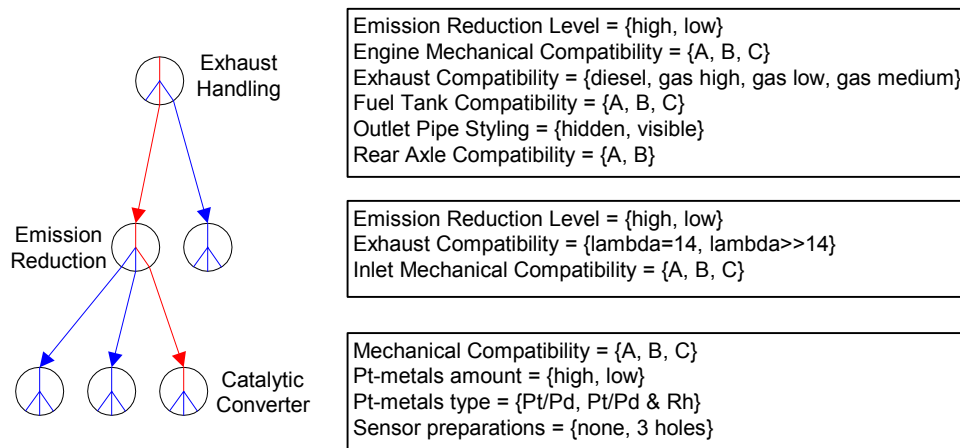 Exhaust
Handling
Emission Reduction Level = {high, low}
Engine Mechanical Compatibility = {A, B, C}
Exhaust Compatibility = {diesel, gas high, gas low, gas medium}
Fuel Tank Compatibility = {A, B, C}
Outlet Pipe Styling = {hidden, visible}
Rear Axle Compatibility = {A, B}
Emission
Reduction
Emission Reduction Level = {high, low}
Exhaust Compatibility = {lambda=14, lambda>>14}
Inlet Mechanical Compatibility = {A, B, C}
Catalytic
Converter
Mechanical Compatibility = {A, B, C}
Pt-metals amount = {high, low}
Pt-metals type = {Pt/Pd, Pt/Pd & Rh}
Sensor preparations = {none, 3 holes}